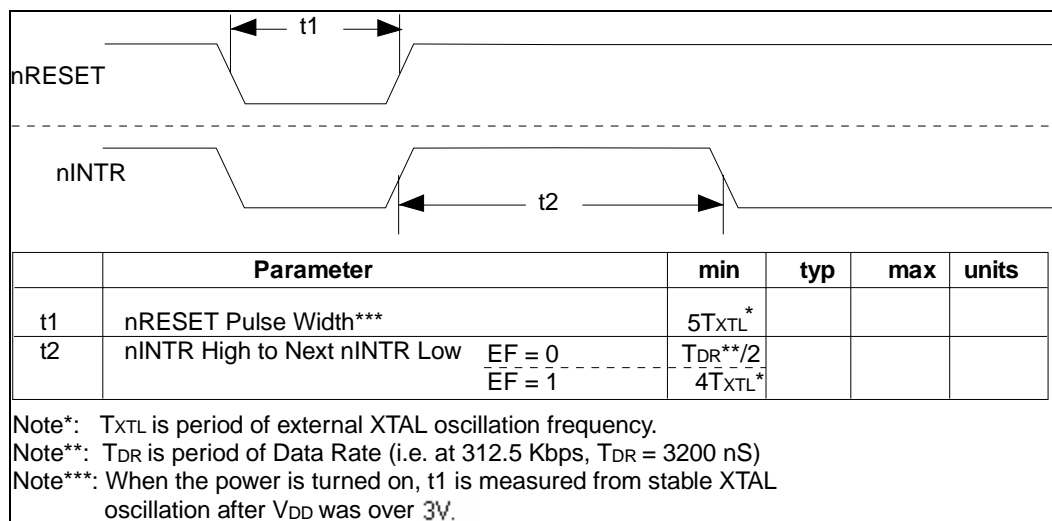 t1
nRESET
nINTR
t2
Parameter min typ max units
t1 nRESET Pulse Width*** 5TXTL*
t2 nINTR High to Next nINTR Low EF = 0 TDR**/2
EF = 1 4TXTL*
Note*: TXTL is period of external XTAL oscillation frequency.
Note**: TDR is period of Data Rate (i.e. at 312.5 Kbps, TDR = 3200 nS)
Note***: When the power is turned on, t1 is measured from stable XTAL
oscillation after VDD was over 3V.